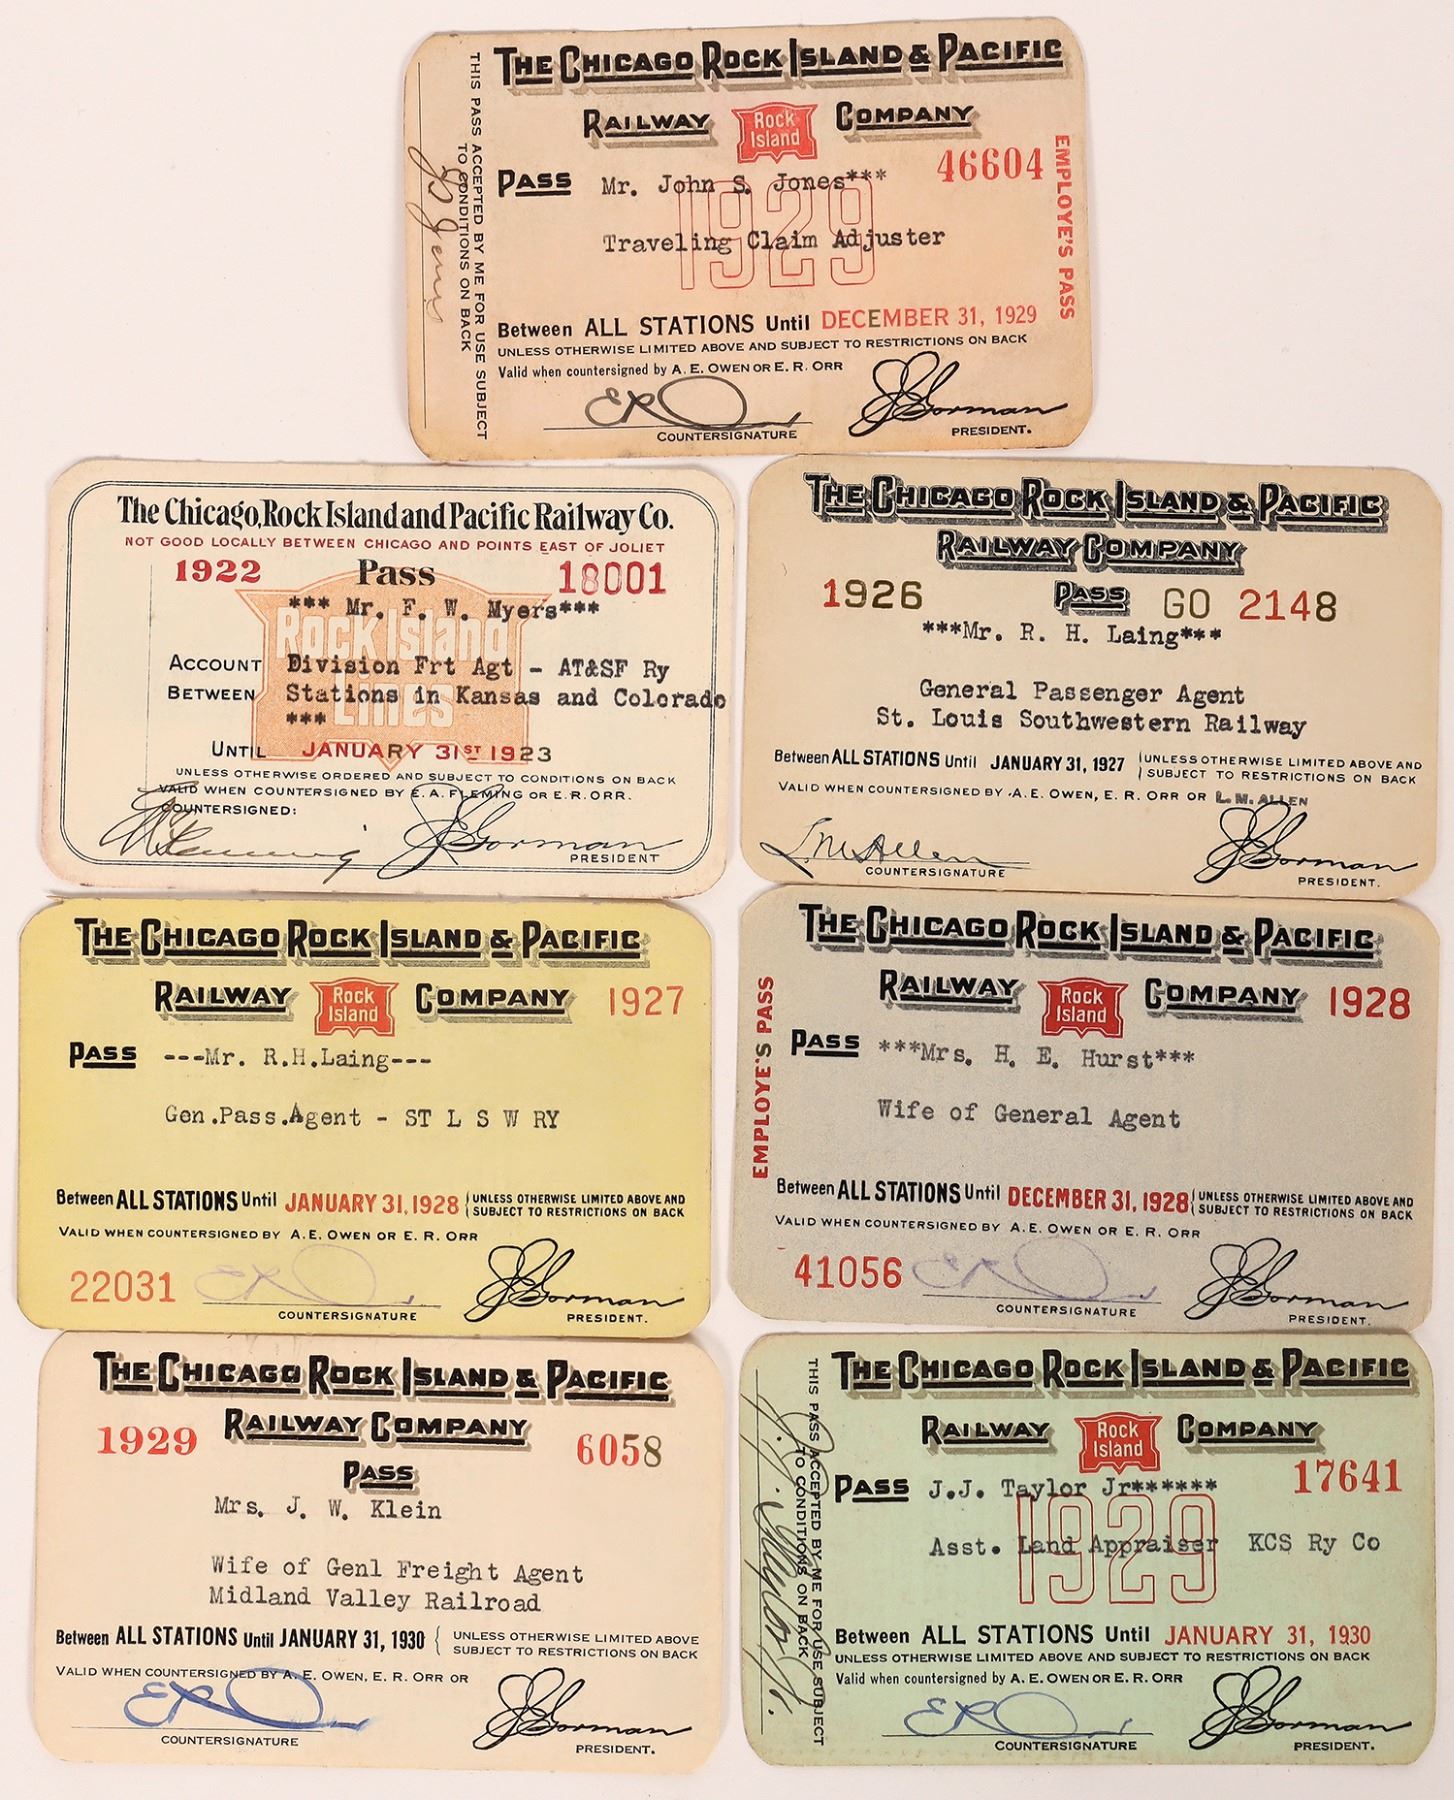 THE CHICAGO ROCK ISLAND & PACIFIC
RAILWAY Rock Island COMPANY
46604
PASS Mr. John S. Jones***
1929
Traveling Claim Adjuster
Between ALL STATIONS Until DECEMBER 31, 1929
UNLESS OTHERWISE LIMITED ABOVE AND SUBJECT TO RESTRICTIONS ON BACK
Valid when countersigned by A. E. OWEN OR E. R. ORR
COUNTERSIGNATURE
J E Gorman
PRESIDENT.
EMPLOYE'S PASS
THIS PASS ACCEPTED BY ME FOR USE SUBJECT
TO CONDITIONS ON BACK
The Chicago, Rock Island and Pacific Railway Co.
NOT GOOD LOCALLY BETWEEN CHICAGO AND POINTS EAST OF JOLIET
1922 Pass 18001
*** Mr. F. W. Myers***
Rock Island Lines
ACCOUNT Division Frt Agt - AT&SF Ry
BETWEEN Stations in Kansas and Colorado
***
UNTIL JANUARY 31ST 1923
UNLESS OTHERWISE ORDERED AND SUBJECT TO CONDITIONS ON BACK
VALID WHEN COUNTERSIGNED BY E. A. FLEMING OR E. R. ORR.
COUNTERSIGNED:
J E Gorman
PRESIDENT
THE CHICAGO ROCK ISLAND & PACIFIC
RAILWAY COMPANY
1926 PASS GO 2148
***Mr. R. H. Laing***
General Passenger Agent
St. Louis Southwestern Railway
Between ALL STATIONS Until JANUARY 31, 1927 UNLESS OTHERWISE LIMITED ABOVE AND
SUBJECT TO RESTRICTIONS ON BACK
VALID WHEN COUNTERSIGNED BY A. E. OWEN, E. R. ORR OR L. M. ALLEN
L. M. Allen
COUNTERSIGNATURE
J E Gorman
PRESIDENT.
THE CHICAGO ROCK ISLAND & PACIFIC
RAILWAY Rock Island COMPANY 1927
PASS ---Mr. R.H.Laing---
Gen.Pass.Agent - ST L S W RY
Between ALL STATIONS Until JANUARY 31, 1928 UNLESS OTHERWISE LIMITED ABOVE AND
SUBJECT TO RESTRICTIONS ON BACK
VALID WHEN COUNTERSIGNED BY A. E. OWEN OR E. R. ORR
22031
COUNTERSIGNATURE
J E Gorman
PRESIDENT.
THE CHICAGO ROCK ISLAND & PACIFIC
RAILWAY Rock Island COMPANY 1928
EMPLOYE'S PASS
PASS ***Mrs. H. E. Hurst***
Wife of General Agent
Between ALL STATIONS Until DECEMBER 31, 1928 UNLESS OTHERWISE LIMITED ABOVE AND
SUBJECT TO RESTRICTIONS ON BACK
VALID WHEN COUNTERSIGNED BY A. E. OWEN OR E. R. ORR
41056
COUNTERSIGNATURE
J E Gorman
PRESIDENT.
THE CHICAGO ROCK ISLAND & PACIFIC
RAILWAY COMPANY
1929 PASS 6058
Mrs. J. W. Klein
Wife of Genl Freight Agent
Midland Valley Railroad
Between ALL STATIONS Until JANUARY 31, 1930 UNLESS OTHERWISE LIMITED ABOVE AND
SUBJECT TO RESTRICTIONS ON BACK
VALID WHEN COUNTERSIGNED BY A. E. OWEN, E. R. ORR OR
COUNTERSIGNATURE
J E Gorman
PRESIDENT.
THE CHICAGO ROCK ISLAND & PACIFIC
RAILWAY Rock Island COMPANY
17641
PASS J.J. Taylor Jr******
1929
Asst. Land Appraiser KCS Ry Co
Between ALL STATIONS Until JANUARY 31, 1930
UNLESS OTHERWISE LIMITED ABOVE AND SUBJECT TO RESTRICTIONS ON BACK
Valid when countersigned by A. E. OWEN OR E. R. ORR
COUNTERSIGNATURE
J E Gorman
PRESIDENT.
THIS PASS ACCEPTED BY ME FOR USE SUBJECT
TO CONDITIONS ON BACK